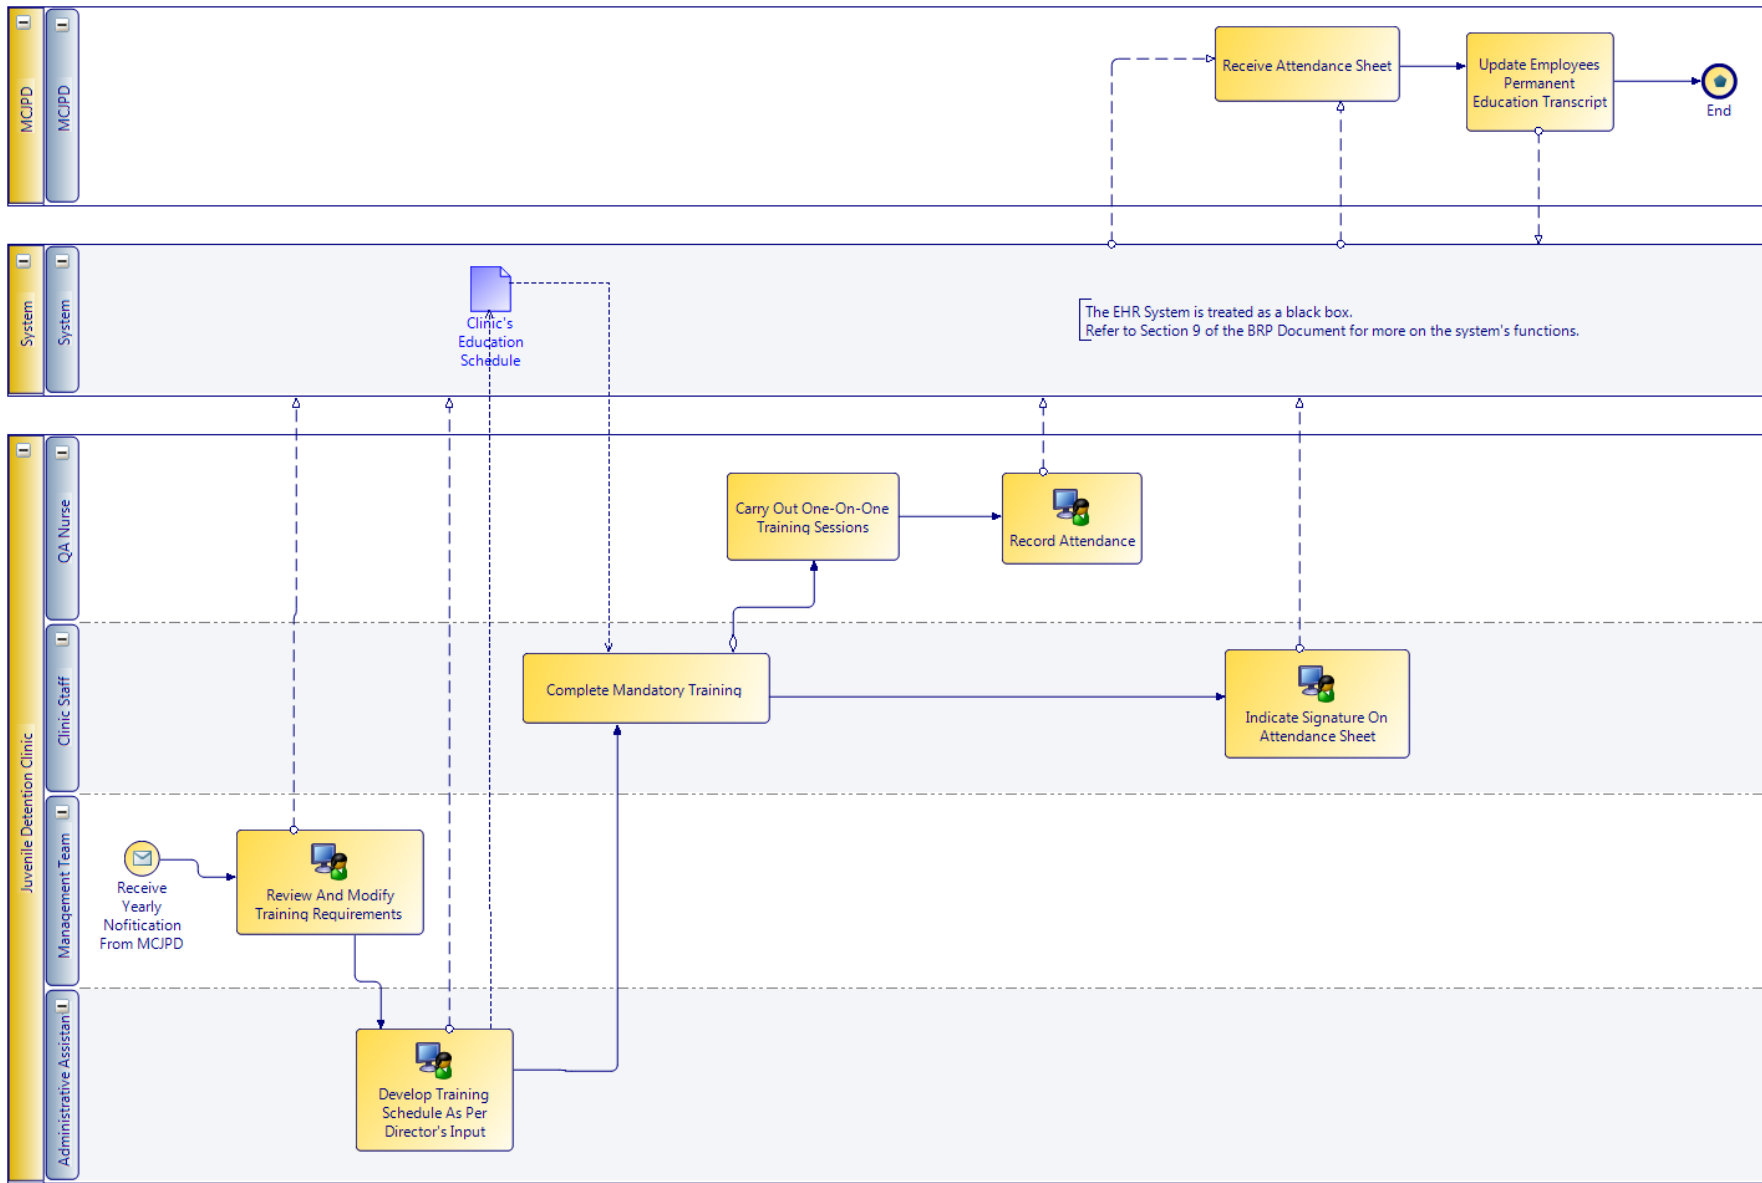 MCJPD
MCJPD
Receive Attendance Sheet
Update Employees
Permanent
Education Transcript
End
System
System
Clinic's
Education
Schedule
The EHR System is treated as a black box.
Refer to Section 9 of the BRP Document for more on the system's functions.
Juvenile Detention Clinic
QA Nurse
Carry Out One-On-One
Training Sessions
Record Attendance
Clinic Staff
Complete Mandatory Training
Indicate Signature On
Attendance Sheet
Management Team
Receive
Yearly
Nofitication
From MCJPD
Review And Modify
Training Requirements
Administrative Assistant
Develop Training
Schedule As Per
Director's Input